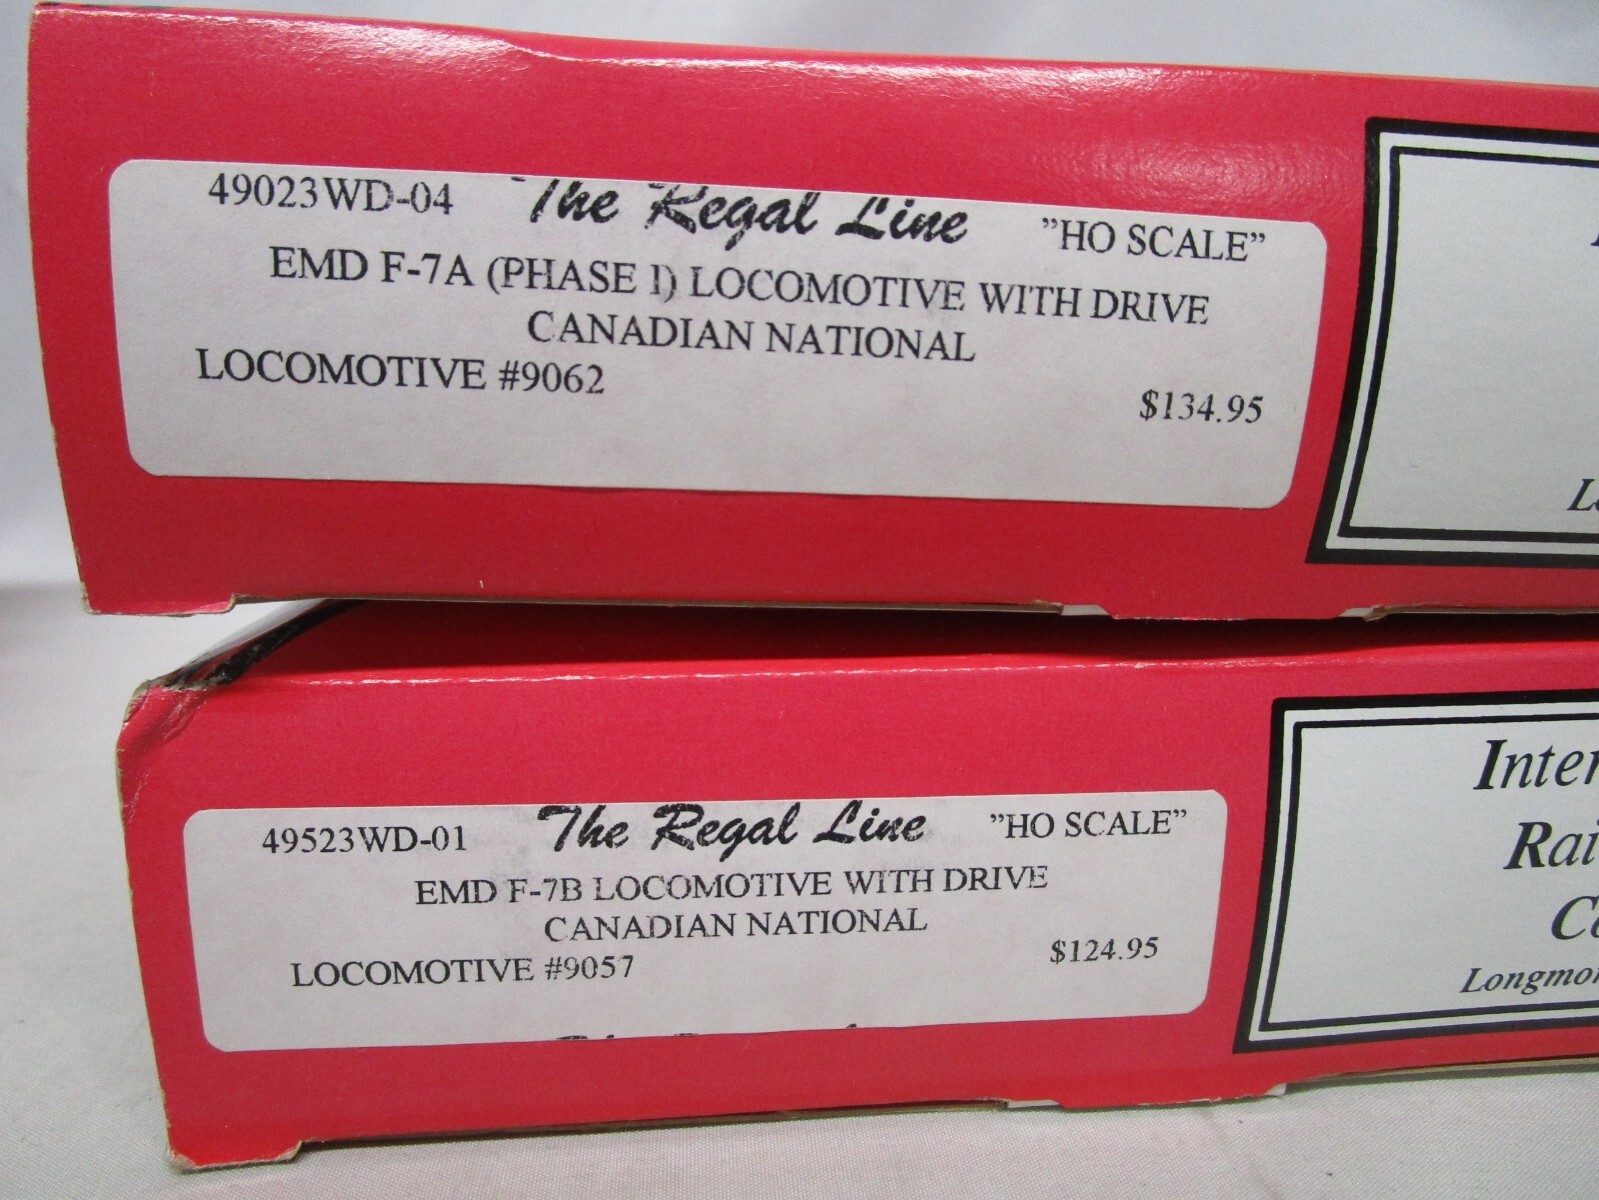 49023WD-04 The Regal Line "HO SCALE"
EMD F-7A (PHASE I) LOCOMOTIVE WITH DRIVE
CANADIAN NATIONAL
LOCOMOTIVE #9062
$134.95
49523WD-01 The Regal Line "HO SCALE"
EMD F-7B LOCOMOTIVE WITH DRIVE
CANADIAN NATIONAL
LOCOMOTIVE #9057
$124.95